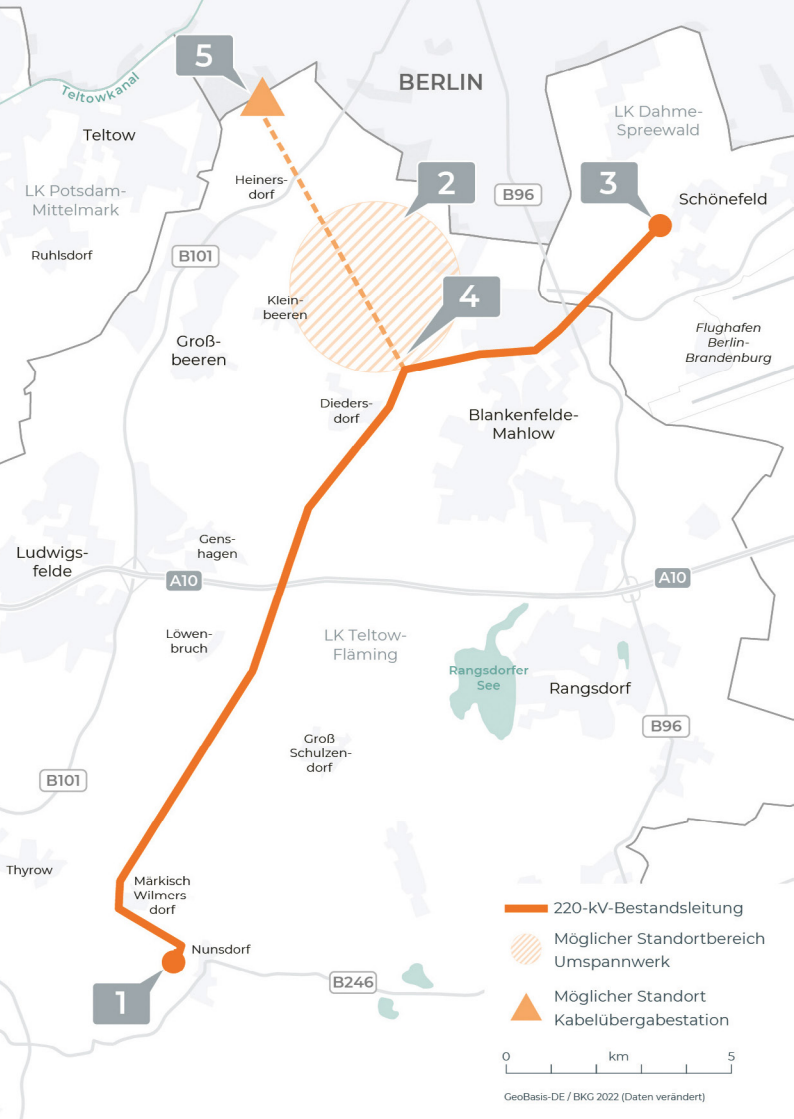 5
BERLIN
Teltowkanal
LK Dahme-
Spreewald
Teltow
2
3
Heiners-
dorf
LK Potsdam-
Mittelmark
B96
Schönefeld
Ruhlsdorf
B101
4
Klein-
beeren
Groß-
beeren
Flughafen
Berlin-
Brandenburg
Dieders-
dorf
Blankenfelde-
Mahlow
Gens-
hagen
Ludwigs-
felde
A10
A10
Löwen-
bruch
LK Teltow-
Fläming
Rangsdorfer
See
Rangsdorf
B96
Groß
Schulzen-
dorf
B101
Thyrow
Märkisch
Wilmers
dorf
Nunsdorf
1
B246
220-kV-Bestandsleitung
Möglicher Standortbereich
Umspannwerk
Möglicher Standort
Kabelübergabestation
0 km 5
GeoBasis-DE / BKG 2022 (Daten verändert)